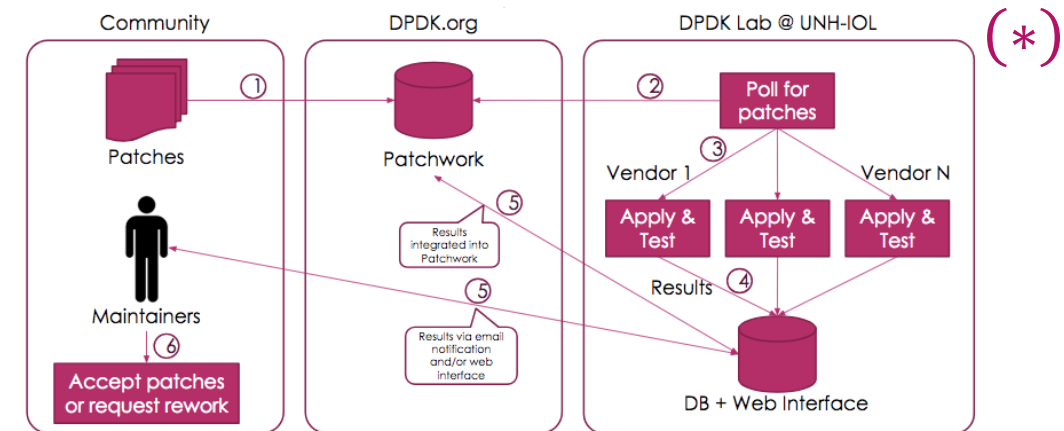 Community
DPDK.org
DPDK Lab @ UNH-IOL
(*)
1
2
Poll for
patches
Patches
Patchwork
3
Vendor 1
Vendor N
5
Results
integrated into
Patchwork
Apply &
Test
Apply &
Test
Apply &
Test
4
Results
5
Maintainers
Results via email
notification
and/or web
interface
6
Accept patches
or request rework
DB + Web Interface